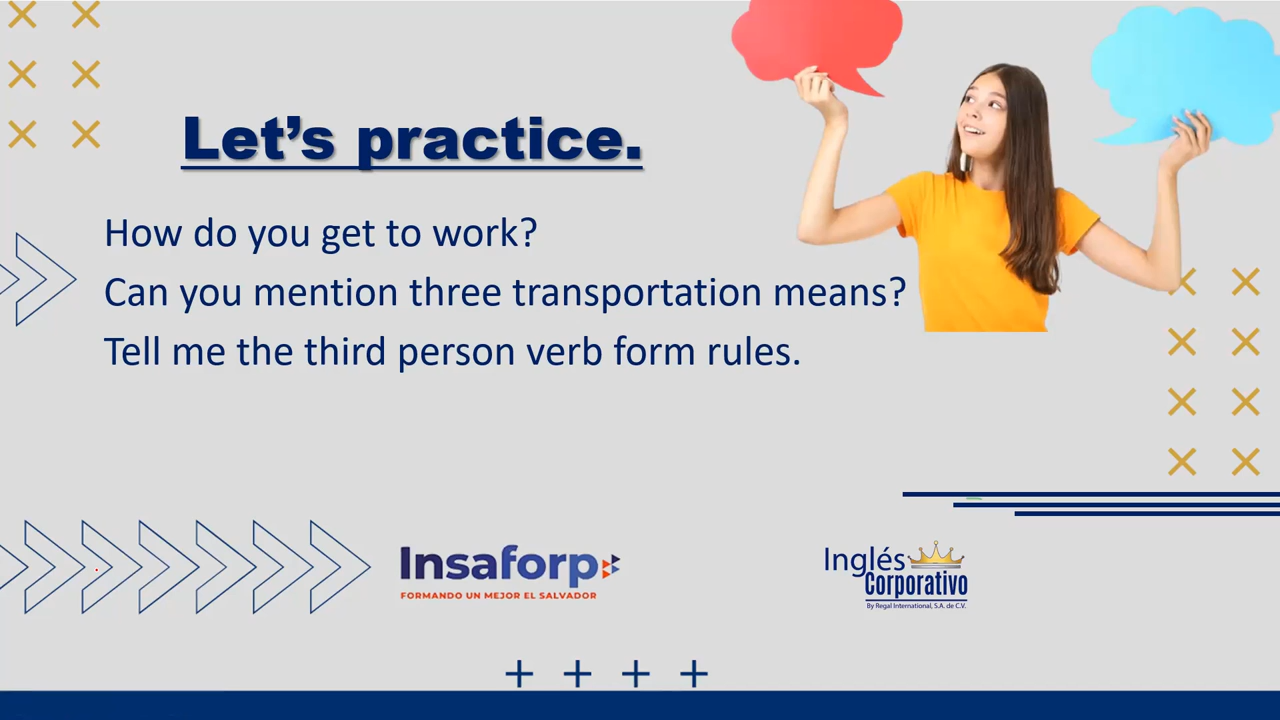 Let's practice.
How do you get to work?
Can you mention three transportation means?
Tell me the third person verb form rules.
Insaforp
FORMANDO UN MEJOR EL SALVADOR
Inglés
Corporativo
By Regal International, S.A. de C.V.